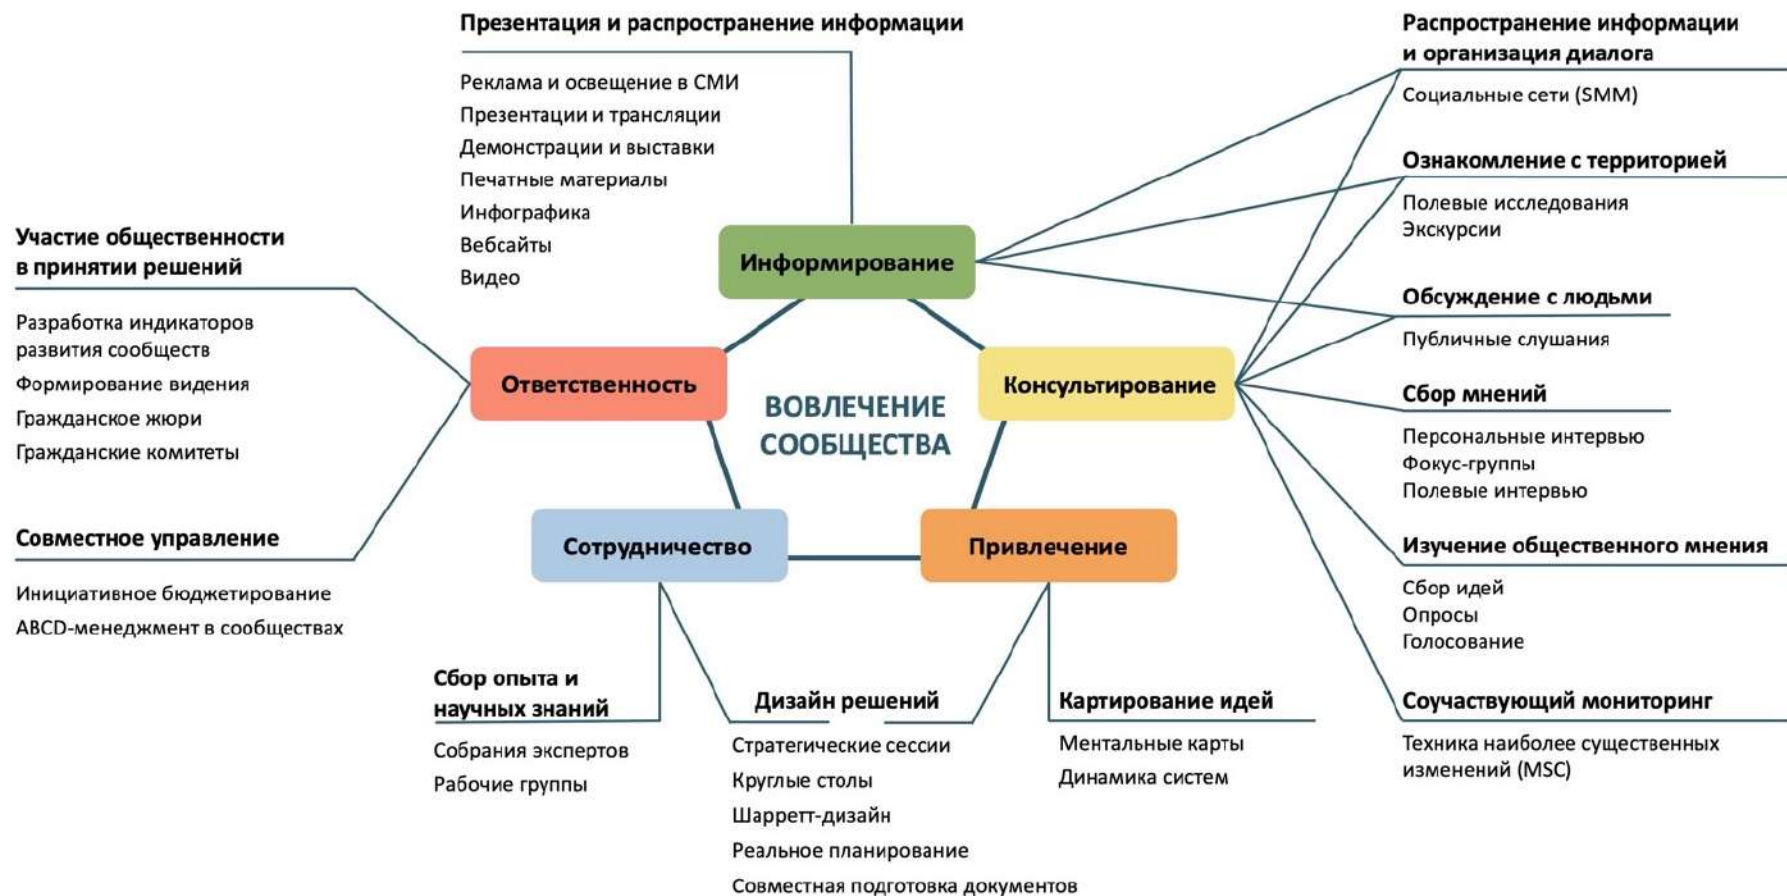 Презентация и распространение информации
Реклама и освещение в СМИ
Презентации и трансляции
Демонстрации и выставки
Печатные материалы
Инфографика
Вебсайты
Видео
Распространение информации
и организация диалога
Социальные сети (SMM)
Ознакомление с территорией
Полевые исследования
Экскурсии
Обсуждение с людьми
Публичные слушания
Сбор мнений
Персональные интервью
Фокус-группы
Полевые интервью
Изучение общественного мнения
Сбор идей
Опросы
Голосование
Соучаствующий мониторинг
Техника наиболее существенных
изменений (MSC)
Участие общественности
в принятии решений
Разработка индикаторов
развития сообществ
Формирование видения
Гражданское жюри
Гражданские комитеты
Совместное управление
Инициативное бюджетирование
ABCD-менеджмент в сообществах
Информирование
Ответственность
Консультирование
ВОВЛЕЧЕНИЕ
СООБЩЕСТВА
Сотрудничество
Привлечение
Сбор опыта и
научных знаний
Собрания экспертов
Рабочие группы
Дизайн решений
Стратегические сессии
Круглые столы
Шарретт-дизайн
Реальное планирование
Совместная подготовка документов
Картирование идей
Ментальные карты
Динамика систем